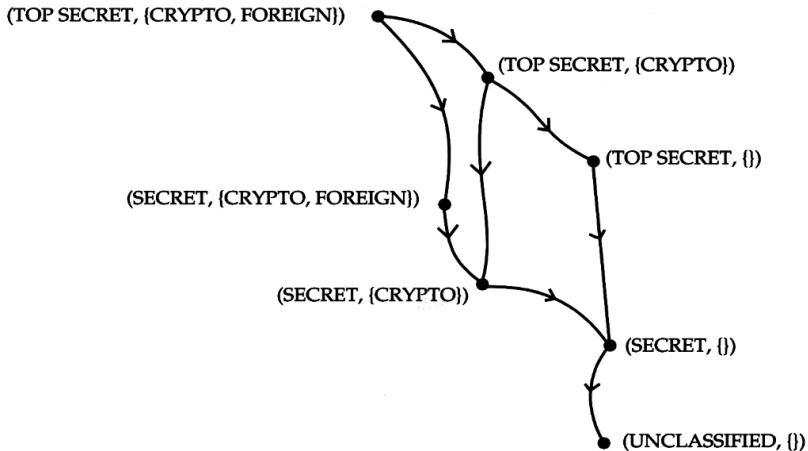 (TOP SECRET, {CRYPTO, FOREIGN})
(TOP SECRET, {CRYPTO})
(TOP SECRET, {})
(SECRET, {CRYPTO, FOREIGN})
(SECRET, {CRYPTO})
(SECRET, {})
(UNCLASSIFIED, {})